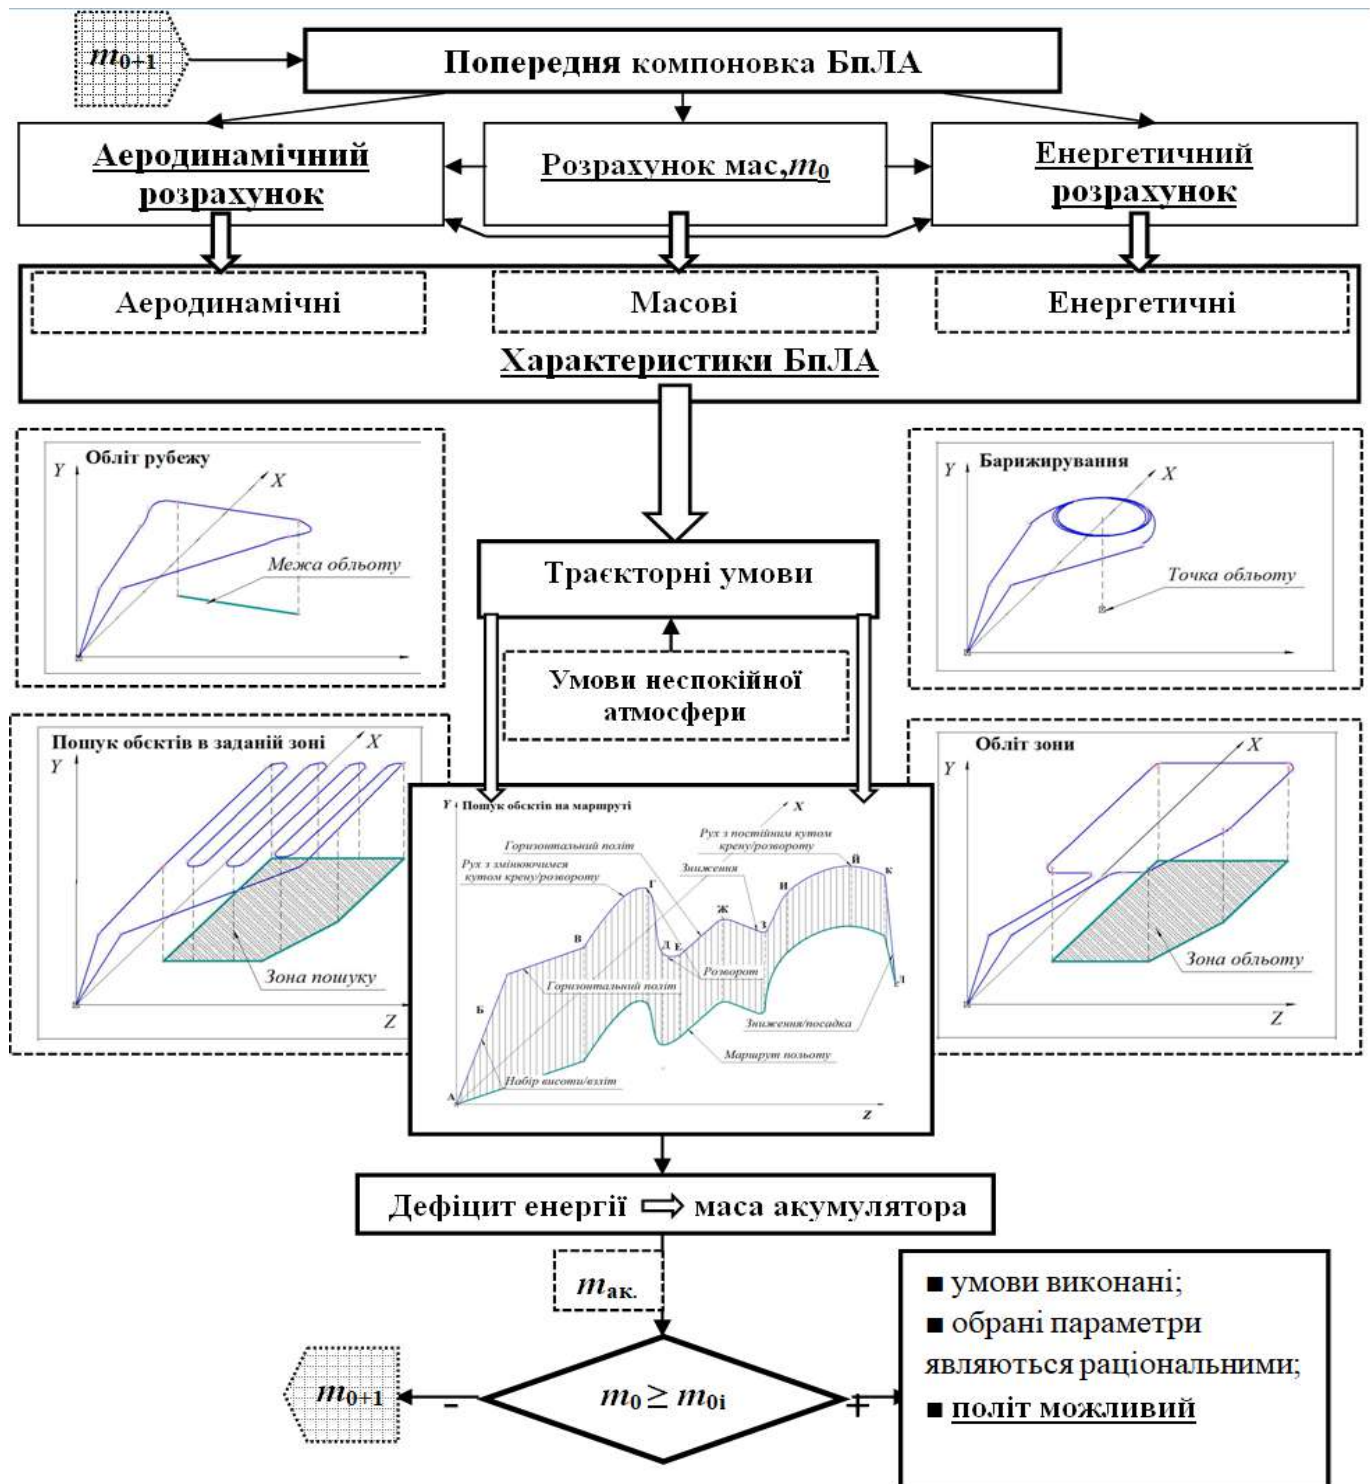 m0+1
Попередня компоновка БпЛА
Аеродинамічний
розрахунок
Розрахунок мас,m0
Енергетичний
розрахунок
Аеродинамічні
Масові
Енергетичні
Характеристики БпЛА
Обліт рубежу
Y
X
Межа обльоту
Барижирування
Y
X
Точка обльоту
Траєкторні умови
Умови неспокійної
атмосфери
Пошук обєктів в заданій зоні
Y
X
Зона пошуку
Z
Обліт зони
Y
X
Зона обльоту
Z
Y
Пошук обєктів на маршруті
X
Горизонтальний політ
Рух з змінюючимся
кутом крену/розвороту
Рух з постійним кутом
крену/розвороту
Зниження
А
Б
В
Г
Д
Е
Ж
З
И
Й
К
Л
Розворот
Горизонтальний політ
Зниження/посадка
Маршрут польоту
Набір висоти/взліт
Z
Дефіцит енергії ⇨ маса акумулятора
mак.
m0+1
-
m0 ≥ m0i
+
■ умови виконані;
■ обрані параметри
являються раціональними;
■ політ можливий